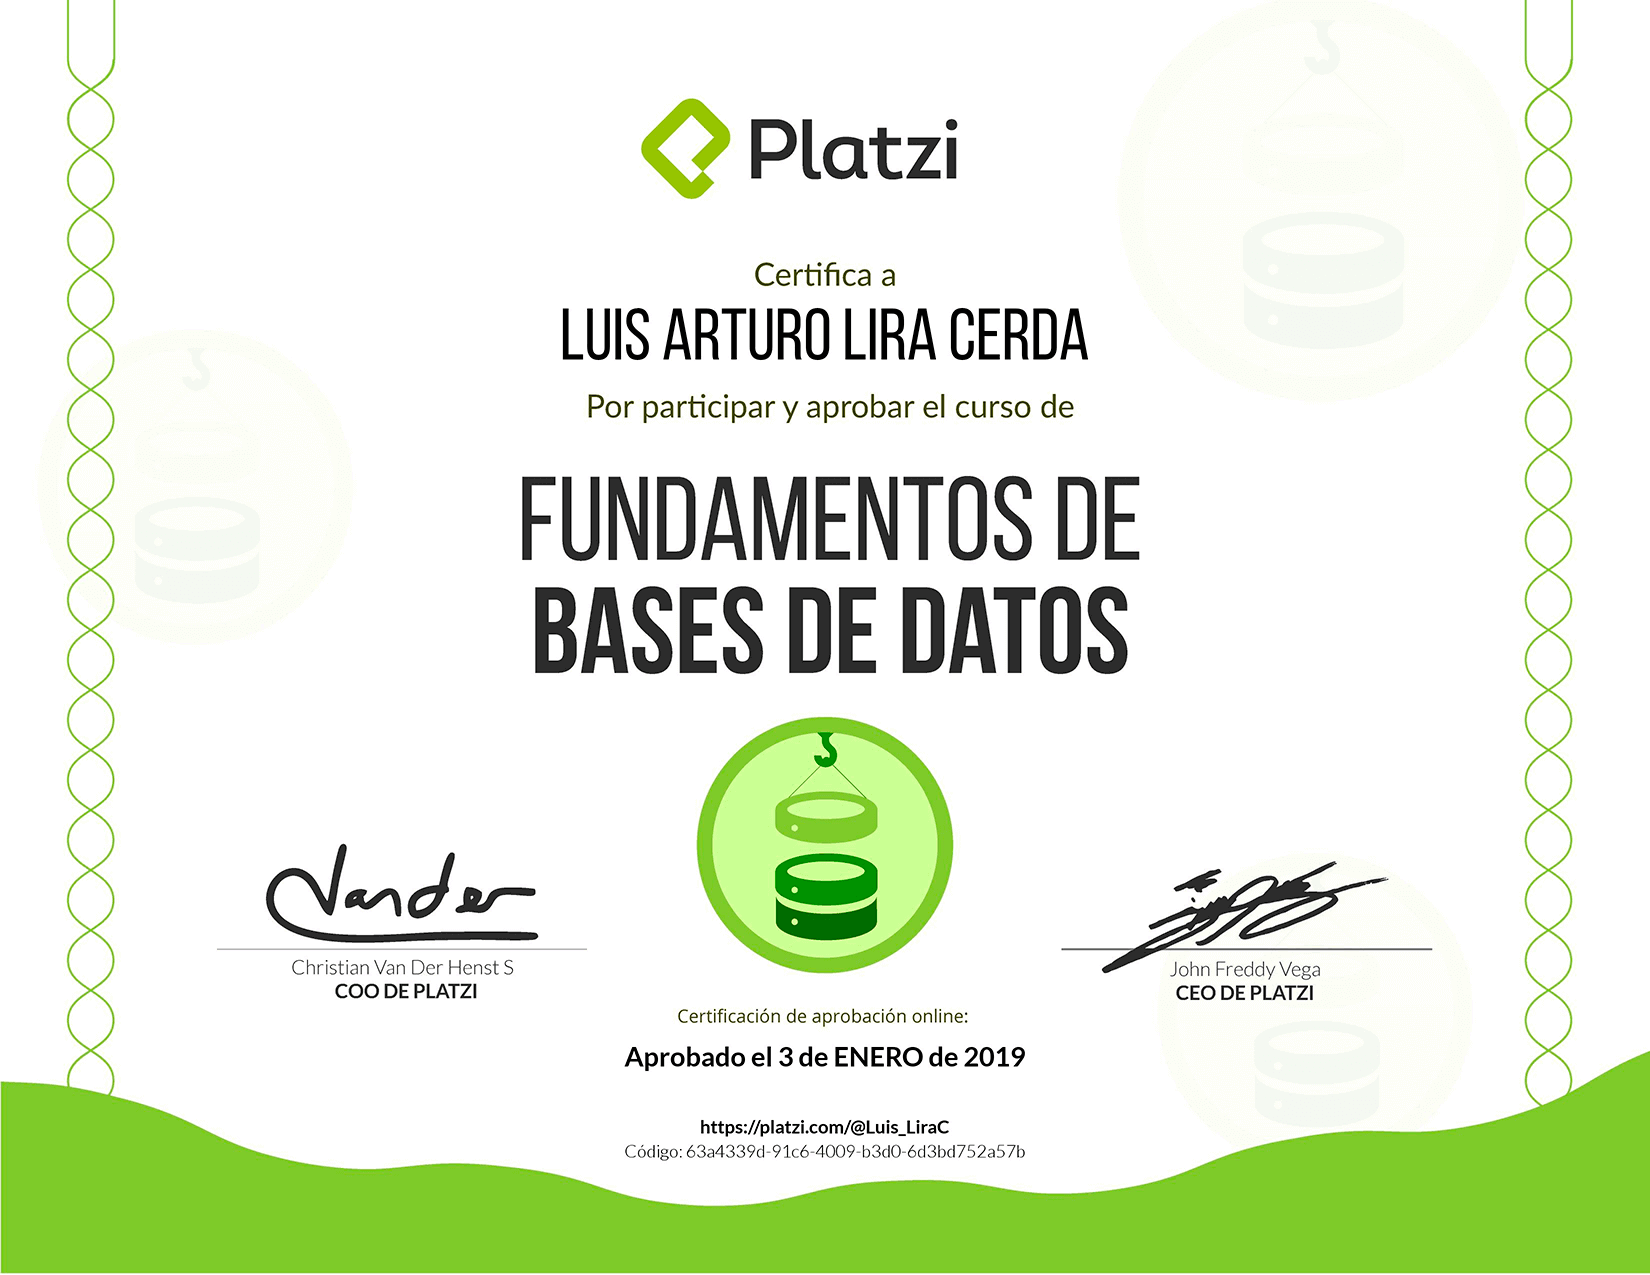 Platzi
Certifica a
LUIS ARTURO LIRA CERDA
Por participar y aprobar el curso de
FUNDAMENTOS DE
BASES DE DATOS
Vander
Christian Van Der Henst S
COO DE PLATZI
John Freddy Vega
CEO DE PLATZI
Certificación de aprobación online:
Aprobado el 3 de ENERO de 2019
https://platzi.com/@Luis_LiraC
Código: 63a4339d-91c6-4009-b3d0-6d3bd752a57b